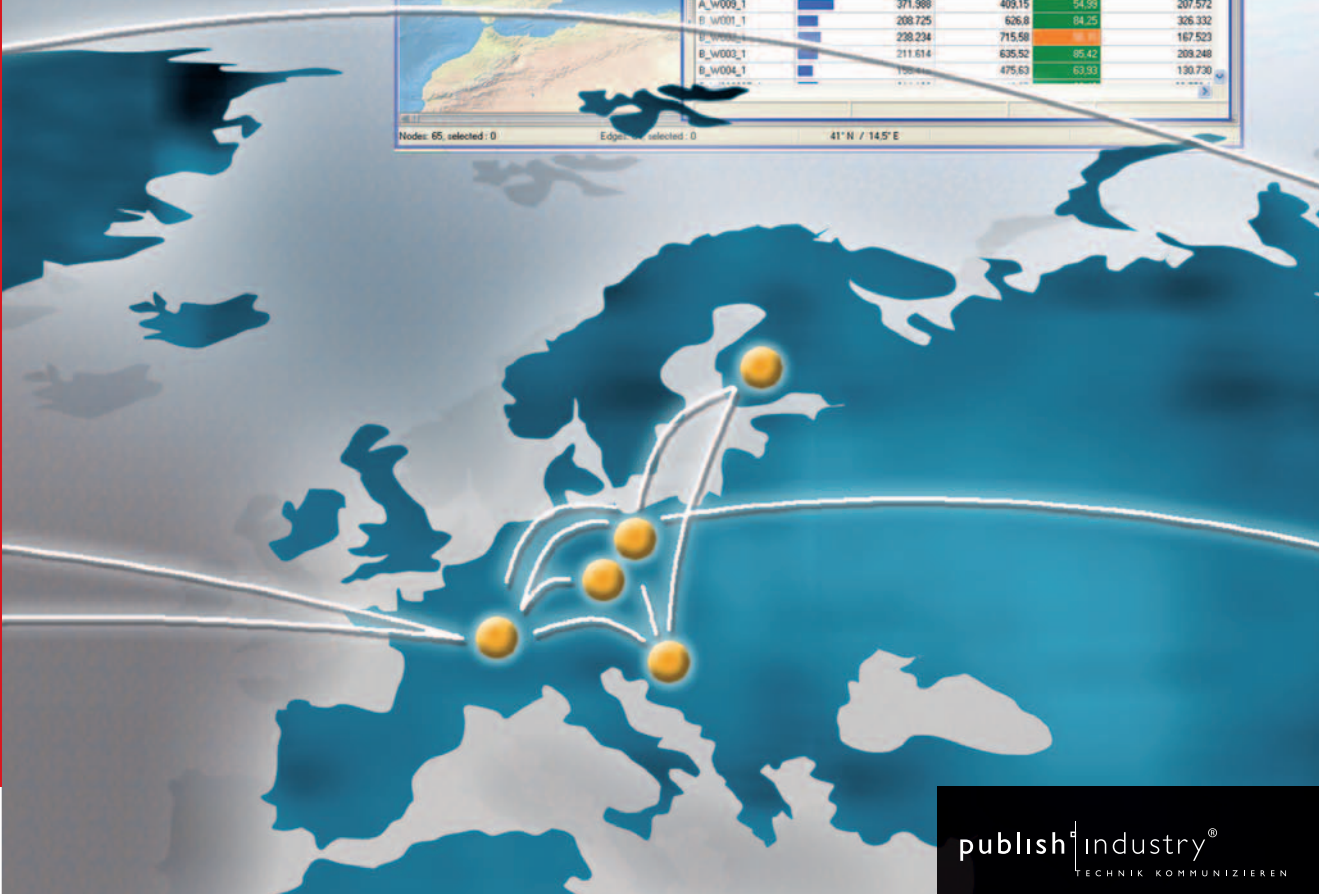 A_W009_1 371.988 409,15 54,99 207.572
B_W001_1 208.725 626,8 84,25 326.332
238.234 715,58 167.523
B_W003_1 211.614 635,52 85,42 209.248
B_W004_1 475,63 63,93 130.730
Nodes: 65, selected : 0 Edges: selected : 0 41° N / 14,5° E
publish industry®
TECHNIK KOMMUNIZIEREN